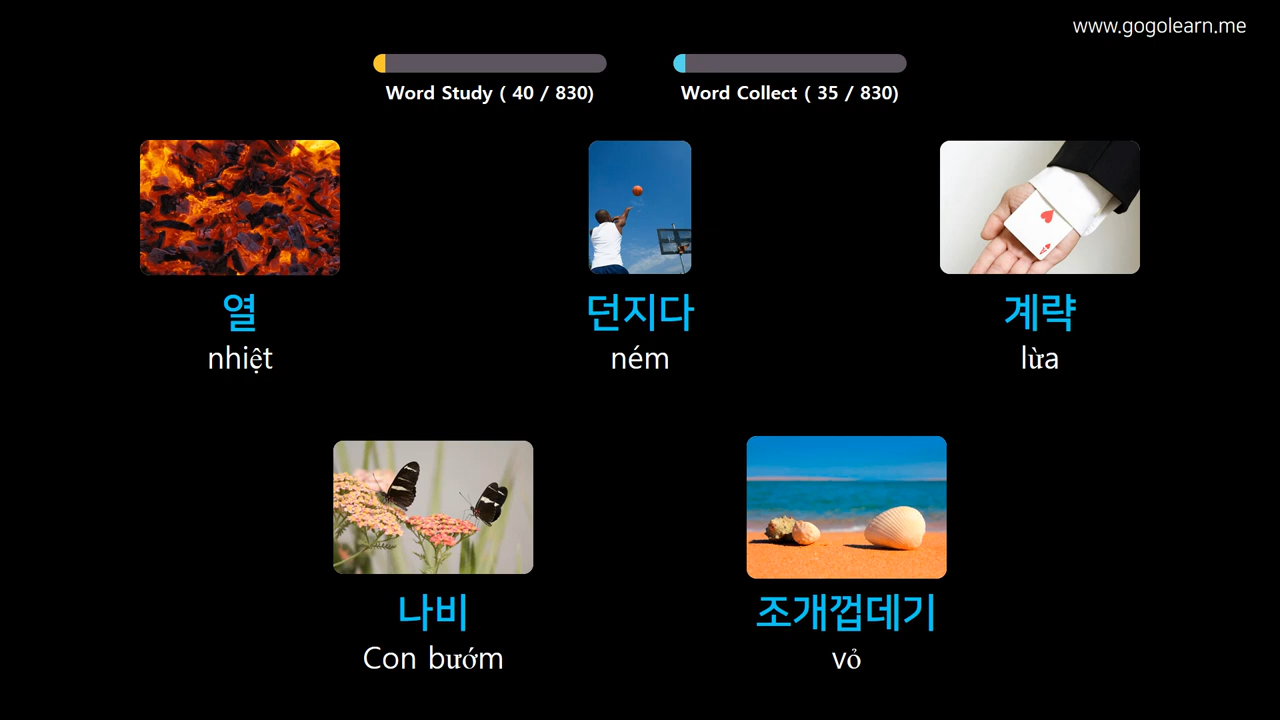 www.gogolearn.me
Word Study ( 40 / 830)
Word Collect ( 35 / 830)
열
nhiệt
던지다
ném
계략
lừa
나비
Con bướm
조개껍데기
vỏ